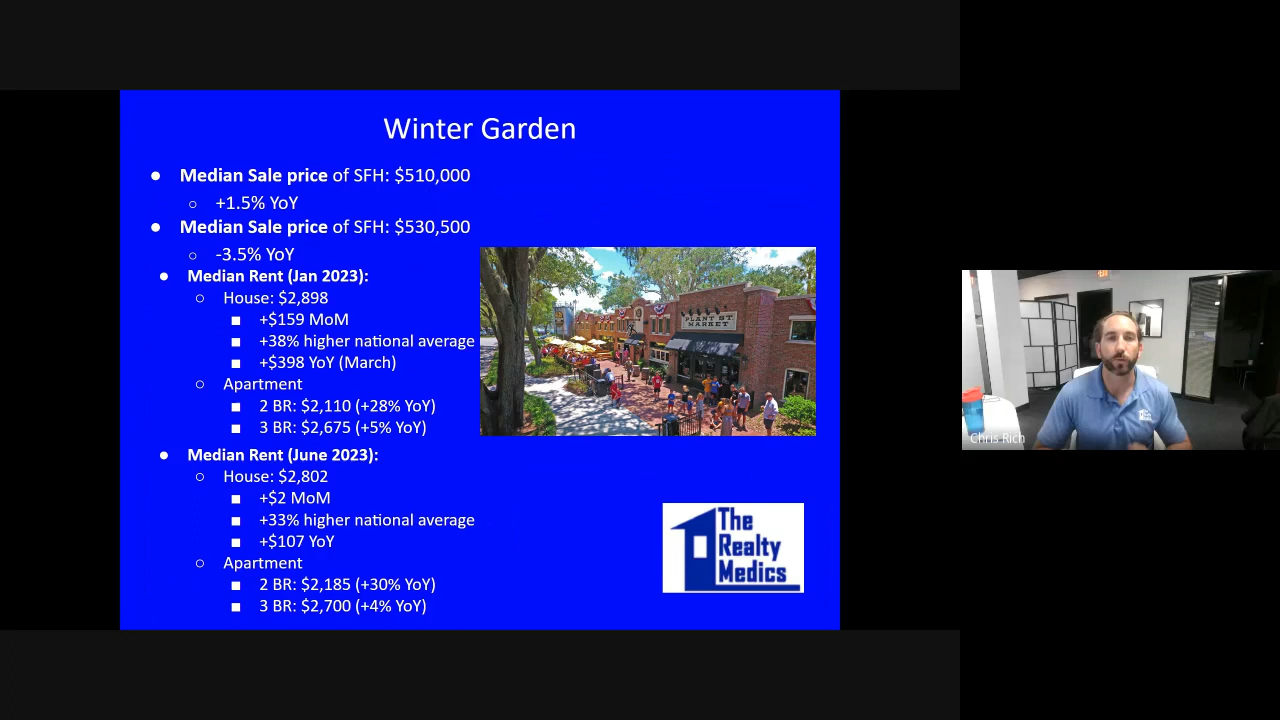 Winter Garden
● Median Sale price of SFH: $510,000
○ +1.5% YoY
● Median Sale price of SFH: $530,500
○ -3.5% YoY
● Median Rent (Jan 2023):
○ House: $2,898
■ +$159 MoM
■ +38% higher national average
■ +$398 YoY (March)
○ Apartment
■ 2 BR: $2,110 (+28% YoY)
■ 3 BR: $2,675 (+5% YoY)
● Median Rent (June 2023):
○ House: $2,802
■ +$2 MoM
■ +33% higher national average
■ +$107 YoY
○ Apartment
■ 2 BR: $2,185 (+30% YoY)
■ 3 BR: $2,700 (+4% YoY)
PLANT ST.
MARKET
The
Realty
Medics
Chris Rich